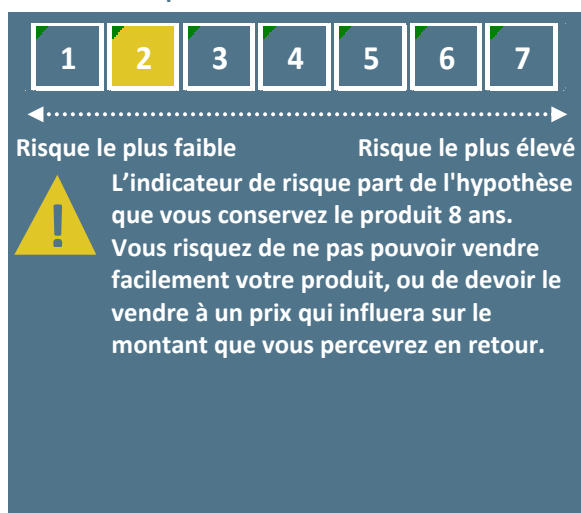 1 2 3 4 5 6 7
Risque le plus faible Risque le plus élevé
L’indicateur de risque part de l'hypothèse
que vous conservez le produit 8 ans.
Vous risquez de ne pas pouvoir vendre
facilement votre produit, ou de devoir le
vendre à un prix qui influera sur le
montant que vous percevrez en retour.